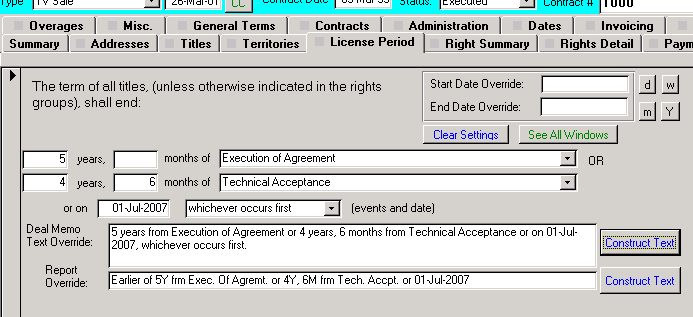 Type TV Sale 26-Mar-01 CC Contract Date Status: Executed Contract # 1000
Overages Misc. General Terms Contracts Administration Dates Invoicing
Summary Addresses Titles Territories License Period Right Summary Rights Detail Paym
The term of all titles, (unless otherwise indicated in the rights
groups), shall end:
Start Date Override: d w
End Date Override: m Y
Clear Settings See All Windows
5 years, months of Execution of Agreement OR
4 years, 6 months of Technical Acceptance
or on 01-Jul-2007 whichever occurs first (events and date)
Deal Memo
Text Override:
5 years from Execution of Agreement or 4 years, 6 months from Technical Acceptance or on 01-Jul-
2007, whichever occurs first.
Construct Text
Report
Override:
Earlier of 5Y frm Exec. Of Agremt. or 4Y, 6M frm Tech. Accpt. or 01-Jul-2007
Construct Text